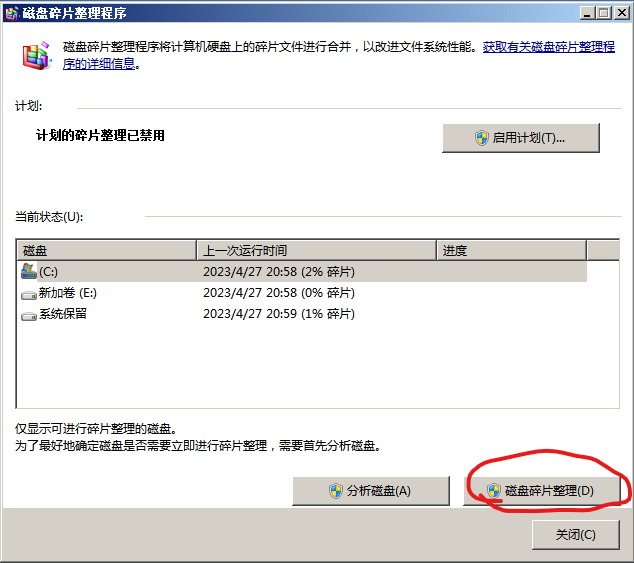 磁盘碎片整理程序
磁盘碎片整理程序将计算机硬盘上的碎片文件进行合并，以改进文件系统性能。获取有关磁盘碎片整理程
序的详细信息。
计划:
计划的碎片整理已禁用
启用计划(T)...
当前状态(U):
磁盘 上一次运行时间 进度
(C:) 2023/4/27 20:58 (2% 碎片)
新加卷 (E:) 2023/4/27 20:58 (0% 碎片)
系统保留 2023/4/27 20:59 (1% 碎片)
仅显示可进行碎片整理的磁盘。
为了最好地确定磁盘是否需要立即进行碎片整理，需要首先分析磁盘。
分析磁盘(A) 磁盘碎片整理(D)
关闭(C)